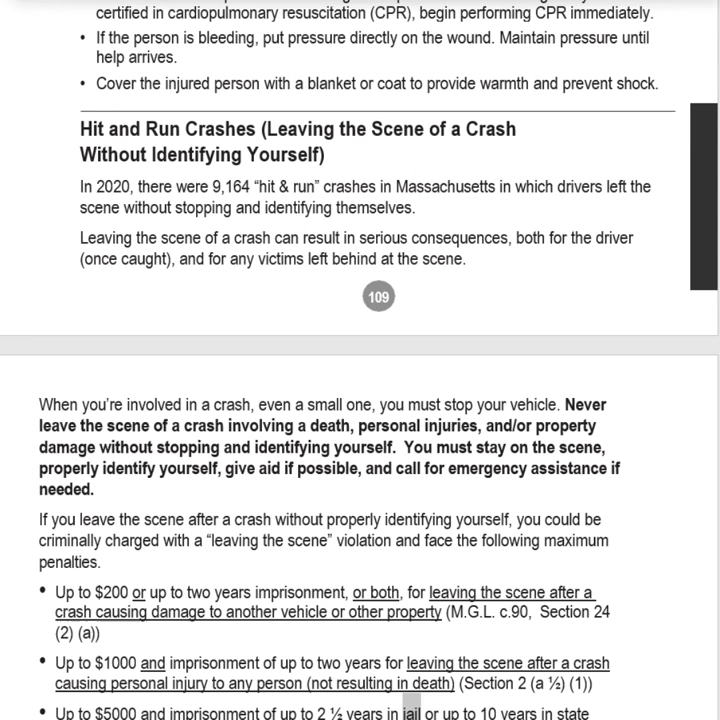 certified in cardiopulmonary resuscitation (CPR), begin performing CPR immediately.
• If the person is bleeding, put pressure directly on the wound. Maintain pressure until
help arrives.
• Cover the injured person with a blanket or coat to provide warmth and prevent shock.
Hit and Run Crashes (Leaving the Scene of a Crash
Without Identifying Yourself)
In 2020, there were 9,164 “hit & run” crashes in Massachusetts in which drivers left the
scene without stopping and identifying themselves.
Leaving the scene of a crash can result in serious consequences, both for the driver
(once caught), and for any victims left behind at the scene.
109
When you’re involved in a crash, even a small one, you must stop your vehicle. Never
leave the scene of a crash involving a death, personal injuries, and/or property
damage without stopping and identifying yourself. You must stay on the scene,
properly identify yourself, give aid if possible, and call for emergency assistance if
needed.
If you leave the scene after a crash without properly identifying yourself, you could be
criminally charged with a “leaving the scene” violation and face the following maximum
penalties.
• Up to $200 or up to two years imprisonment, or both, for leaving the scene after a
crash causing damage to another vehicle or other property (M.G.L. c.90, Section 24
(2) (a))
• Up to $1000 and imprisonment of up to two years for leaving the scene after a crash
causing personal injury to any person (not resulting in death) (Section 2 (a ½) (1))
• Up to $5000 and imprisonment of up to 2 ½ years in jail or up to 10 years in state